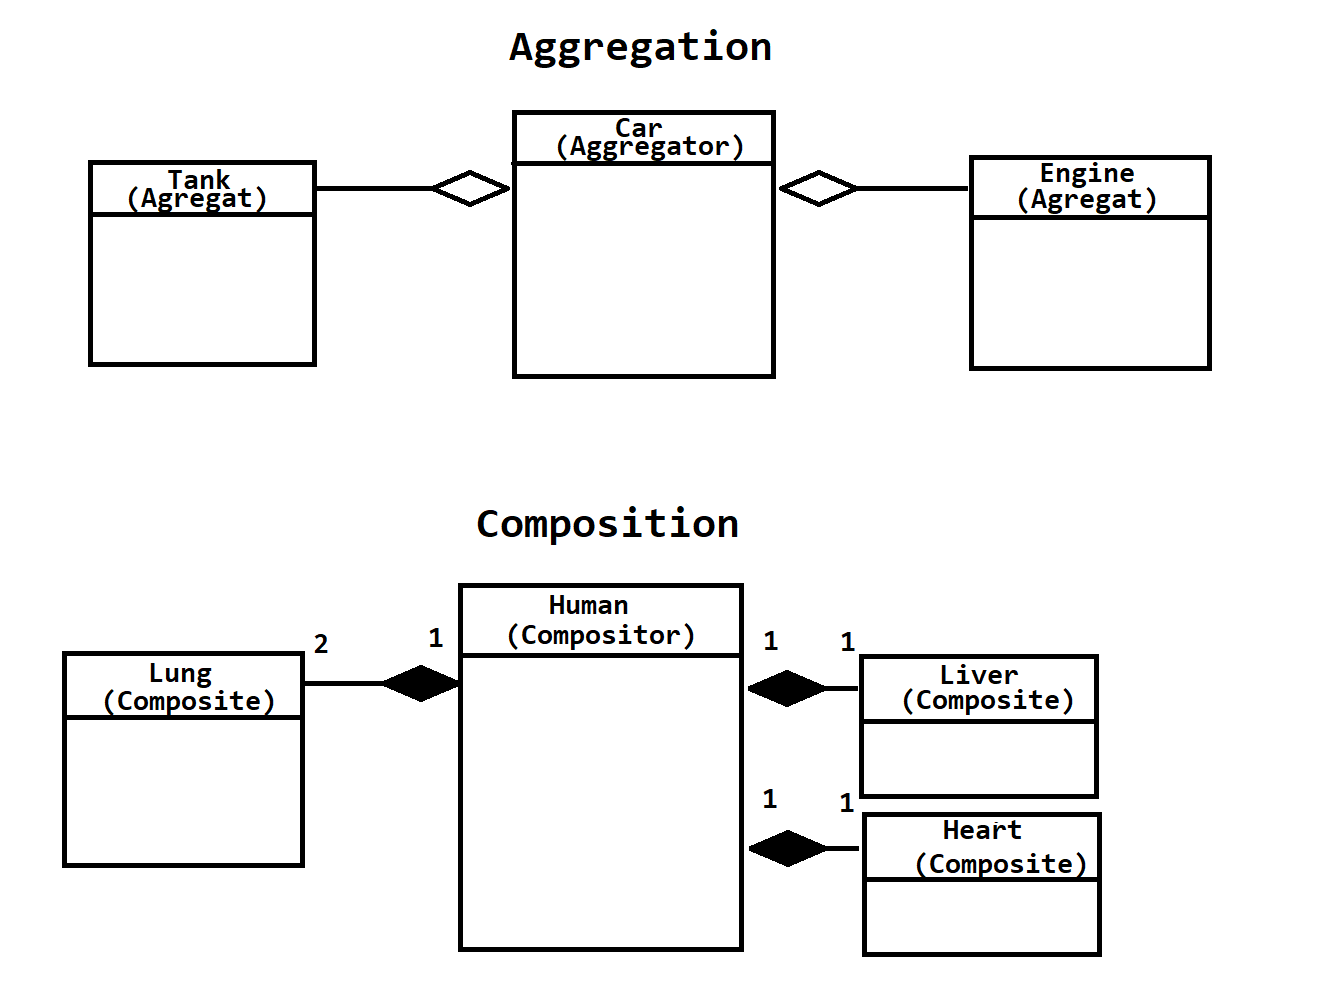 Aggregation
Car
(Aggregator)
Tank
(Agregat)
Engine
(Agregat)
Composition
Human
(Compositor)
2
1
1
1
Lung
(Composite)
Liver
(Composite)
1
1
Heart
(Composite)